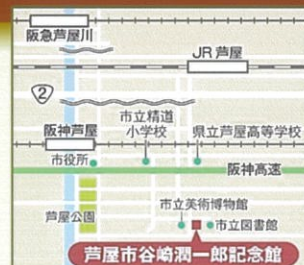 阪急芦屋川
JR 芦屋
2
市立精道
小学校
阪神芦屋
県立芦屋高等学校
市役所
阪神高速
市立美術博物館
芦屋公園
市立図書館
芦屋市谷崎潤一郎記念館